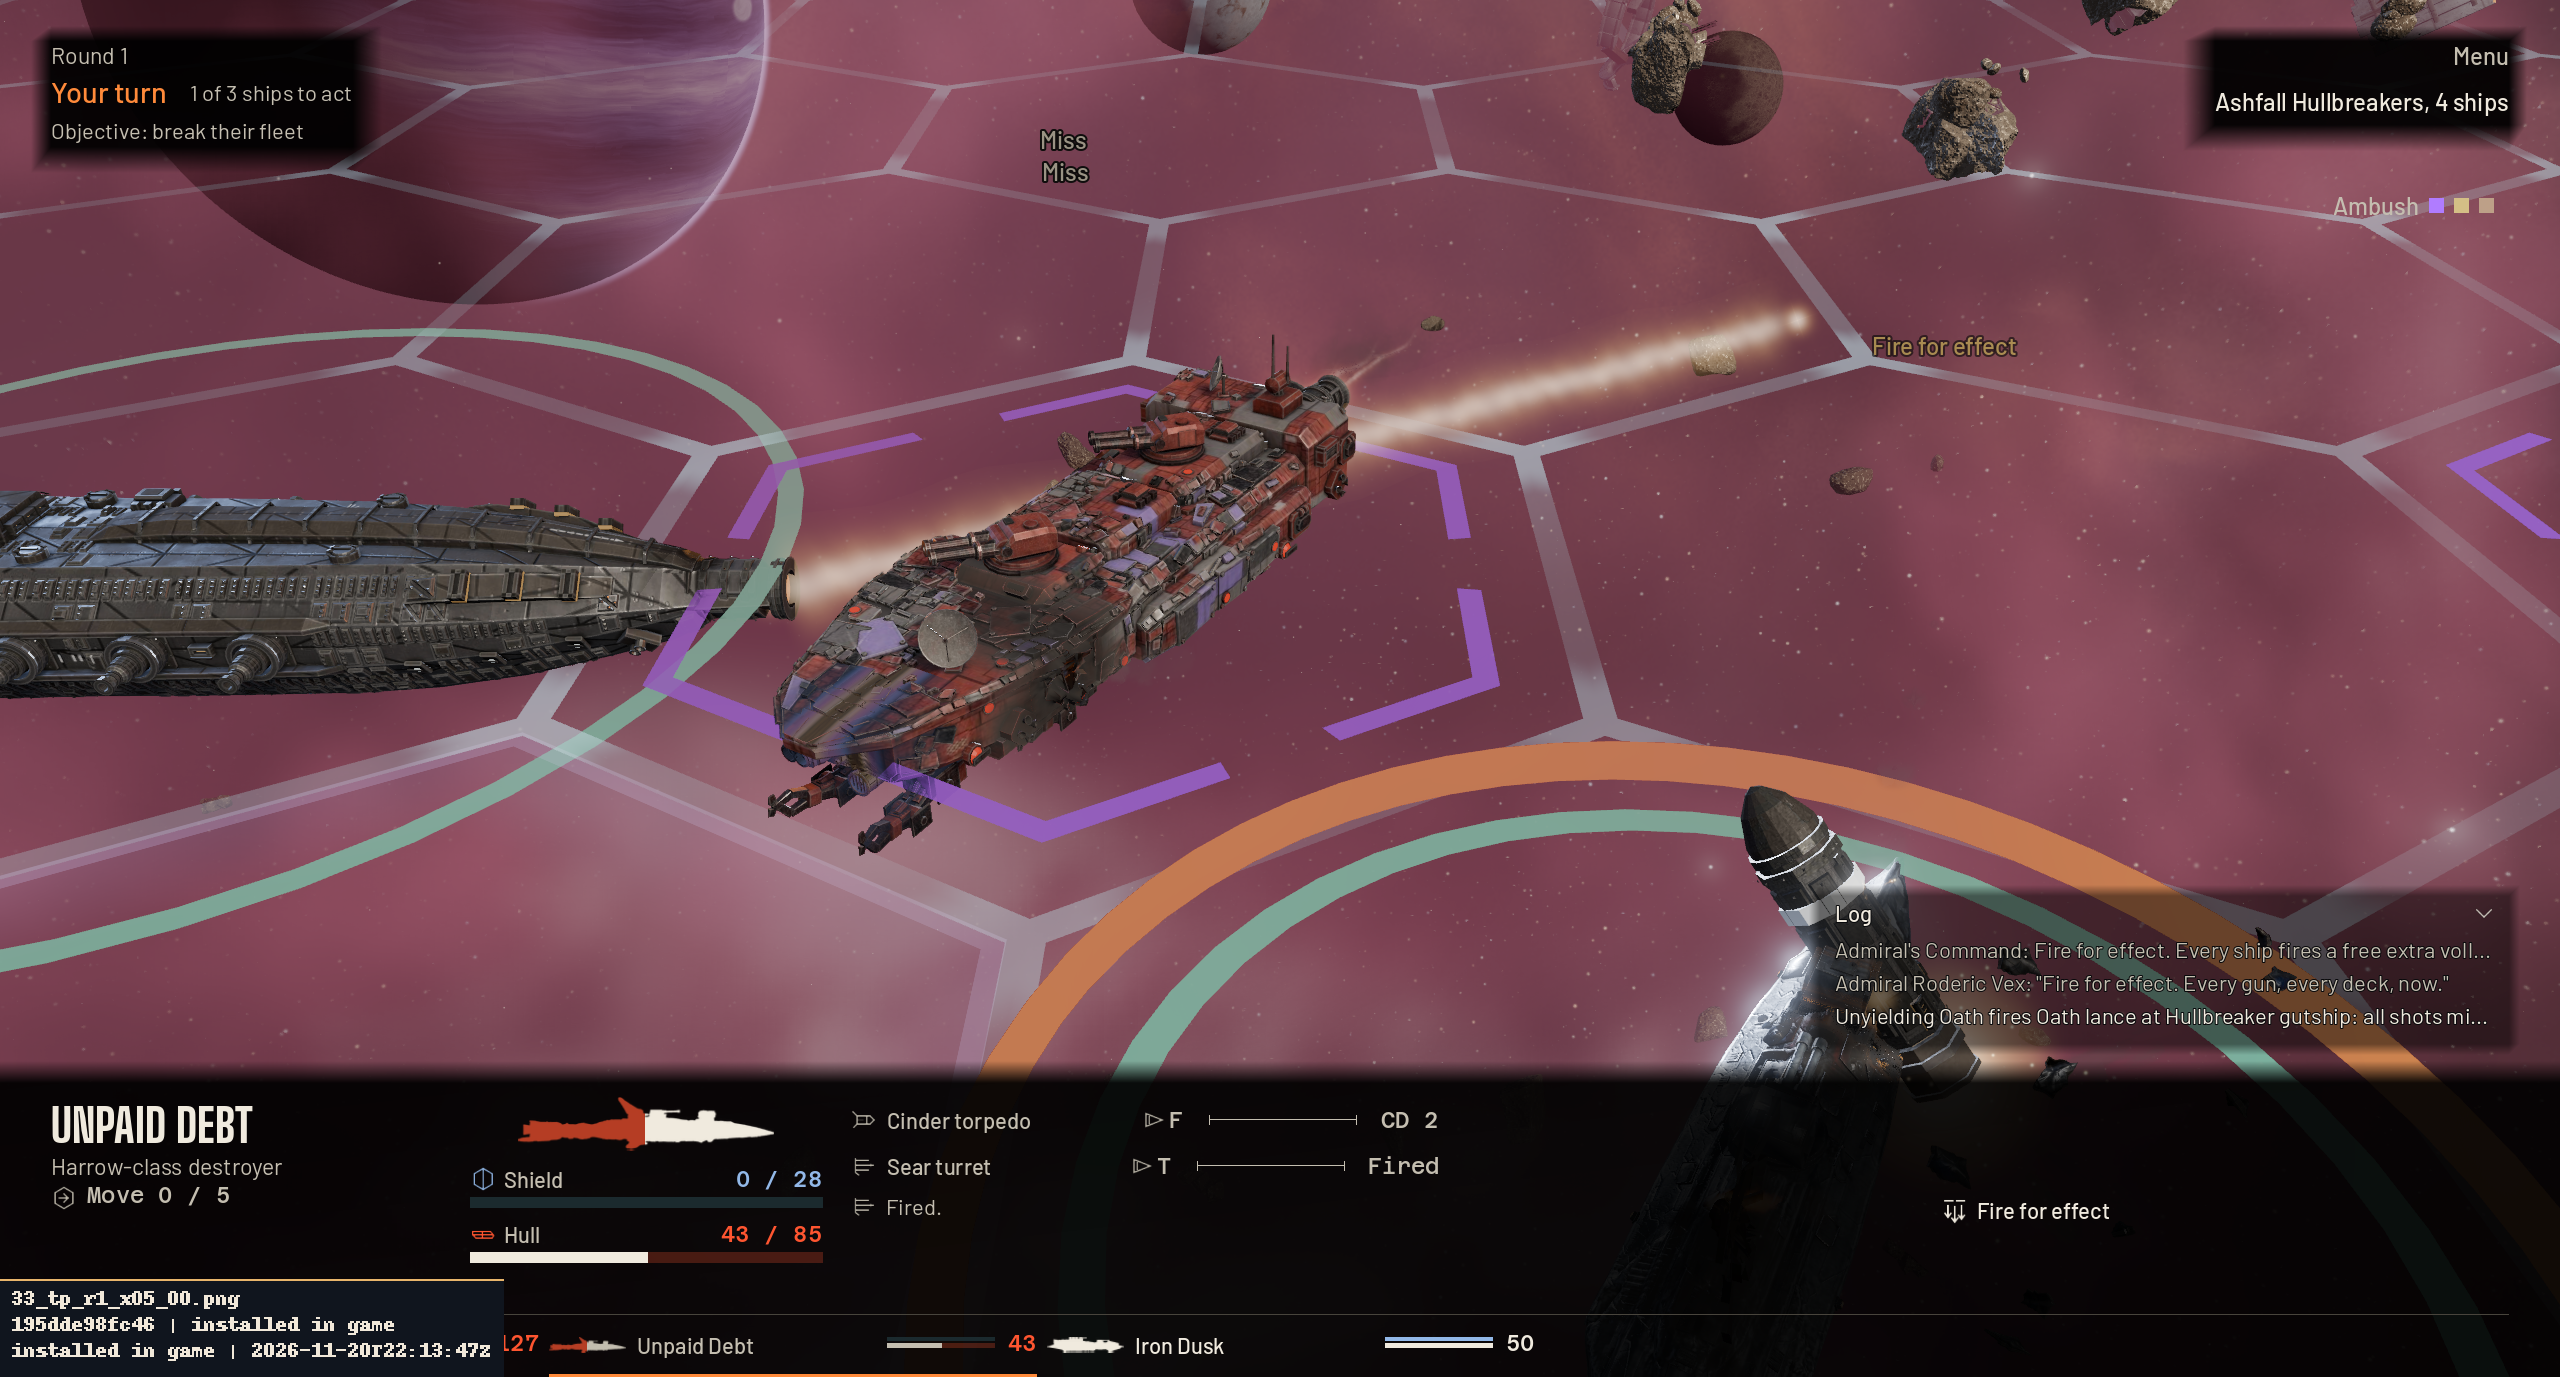 Round 1
Your turn 1 of 3 ships to act
Objective: break their fleet
Menu
Ashfall Hullbreakers, 4 ships
Ambush
Miss
Miss
Fire for effect
Log
Admiral's Command: Fire for effect. Every ship fires a free extra voll...
Admiral Roderic Vex: "Fire for effect. Every gun, every deck, now."
Unyielding Oath fires Oath lance at Hullbreaker gutship: all shots mi...
UNPAID DEBT
Harrow-class destroyer
Move 0 / 5
Shield 0 / 28
Hull 43 / 85
Cinder torpedo F CD 2
Sear turret T Fired
Fired.
Fire for effect
33_tp_r1_x05_00.png
195dde98fc46 | installed in game
installed in game | 2026-11-20T22:13:47Z
127 Unpaid Debt 43 Iron Dusk 50